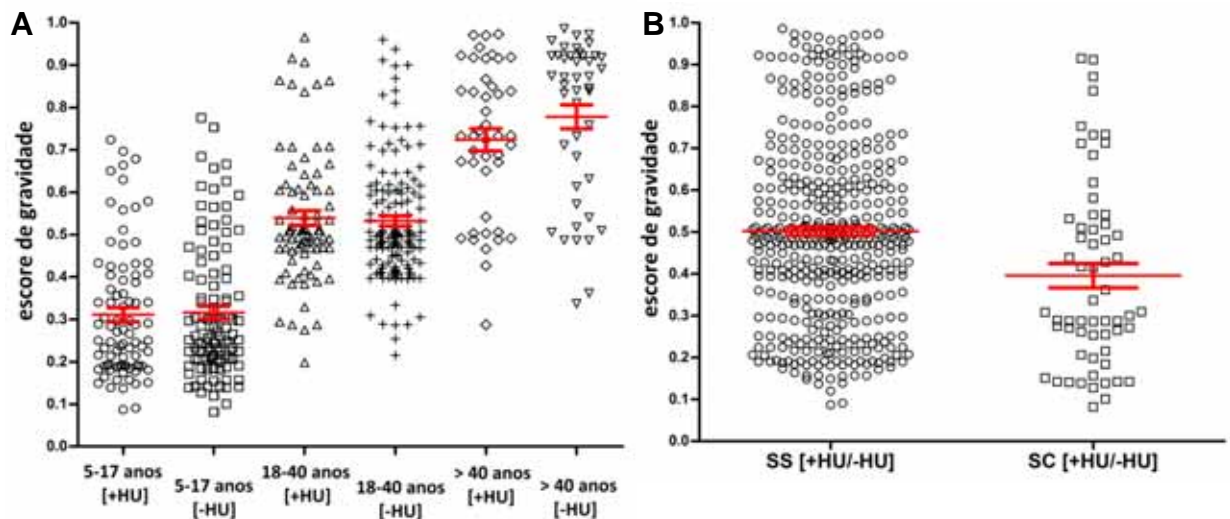 A
escore de gravidade
1.0
0.9
0.8
0.7
0.6
0.5
0.4
0.3
0.2
0.1
0.0
5-17 anos
[+HU]
5-17 anos
[-HU]
18-40 anos
[+HU]
18-40 anos
[-HU]
> 40 anos
[+HU]
> 40 anos
[-HU]
B
escore de gravidade
1.0
0.9
0.8
0.7
0.6
0.5
0.4
0.3
0.2
0.1
0.0
SS [+HU/-HU]
SC [+HU/-HU]